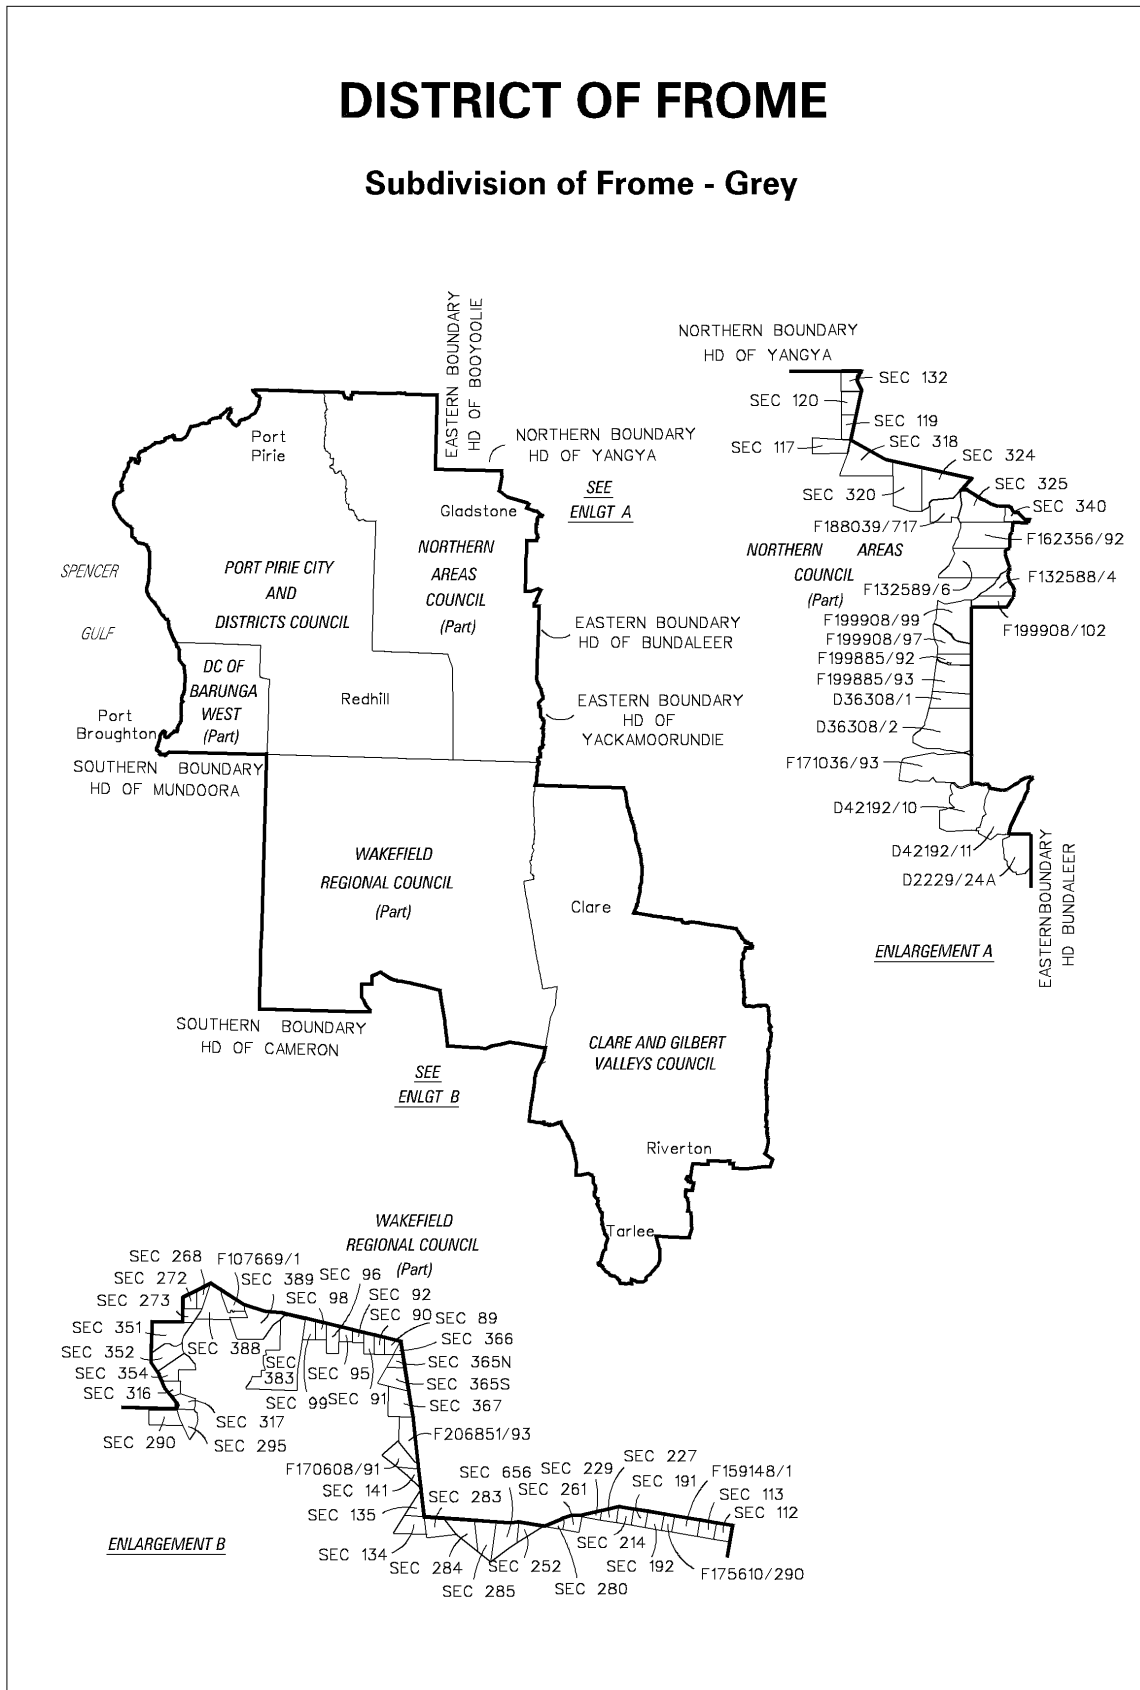 DISTRICT OF FROME
Subdivision of Frome - Grey
EASTERN BOUNDARY
HD OF BOOYOOLIE
Port
Pirie
NORTHERN BOUNDARY
HD OF YANGYA
SEE
ENLGT A
Gladstone
NORTHERN
AREAS
COUNCIL
(Part)
SPENCER
GULF
PORT PIRIE CITY
AND
DISTRICTS COUNCIL
EASTERN BOUNDARY
HD OF BUNDALEER
DC OF
BARUNGA
WEST
(Part)
Redhill
EASTERN BOUNDARY
HD OF
YACKAMOORUNDIE
Port
Broughton
SOUTHERN BOUNDARY
HD OF MUNDOORA
WAKEFIELD
REGIONAL COUNCIL
(Part)
Clare
SOUTHERN BOUNDARY
HD OF CAMERON
CLARE AND GILBERT
VALLEYS COUNCIL
SEE
ENLGT B
Riverton
Tarlee
NORTHERN BOUNDARY
HD OF YANGYA
SEC 132
SEC 120
SEC 119
SEC 117
SEC 318
SEC 324
SEC 325
SEC 320
SEC 340
F188039/717
F162356/92
NORTHERN AREAS
COUNCIL
(Part)
F132589/6
F132588/4
F199908/99
F199908/102
F199908/97
F199885/92
F199885/93
D36308/1
D36308/2
F171036/93
D42192/10
D42192/11
D2229/24A
EASTERN BOUNDARY
HD BUNDALEER
ENLARGEMENT A
WAKEFIELD
REGIONAL COUNCIL
(Part)
SEC 268
F107669/1
SEC 96
SEC 272
SEC 389
SEC 92
SEC 273
SEC 98
SEC 90
SEC 89
SEC 351
SEC 366
SEC 352
SEC 388
SEC
383
SEC 95
SEC 365N
SEC 354
SEC 365S
SEC 316
SEC 99
SEC 91
SEC 367
SEC 317
SEC 290
SEC 295
F206851/93
F170608/91
SEC 141
SEC 656
SEC 229
SEC 227
SEC 261
SEC 191
F159148/1
SEC 283
SEC 113
SEC 135
SEC 112
SEC 134
SEC 214
SEC 284
SEC 252
SEC 192
F175610/290
SEC 285
SEC 280
ENLARGEMENT B